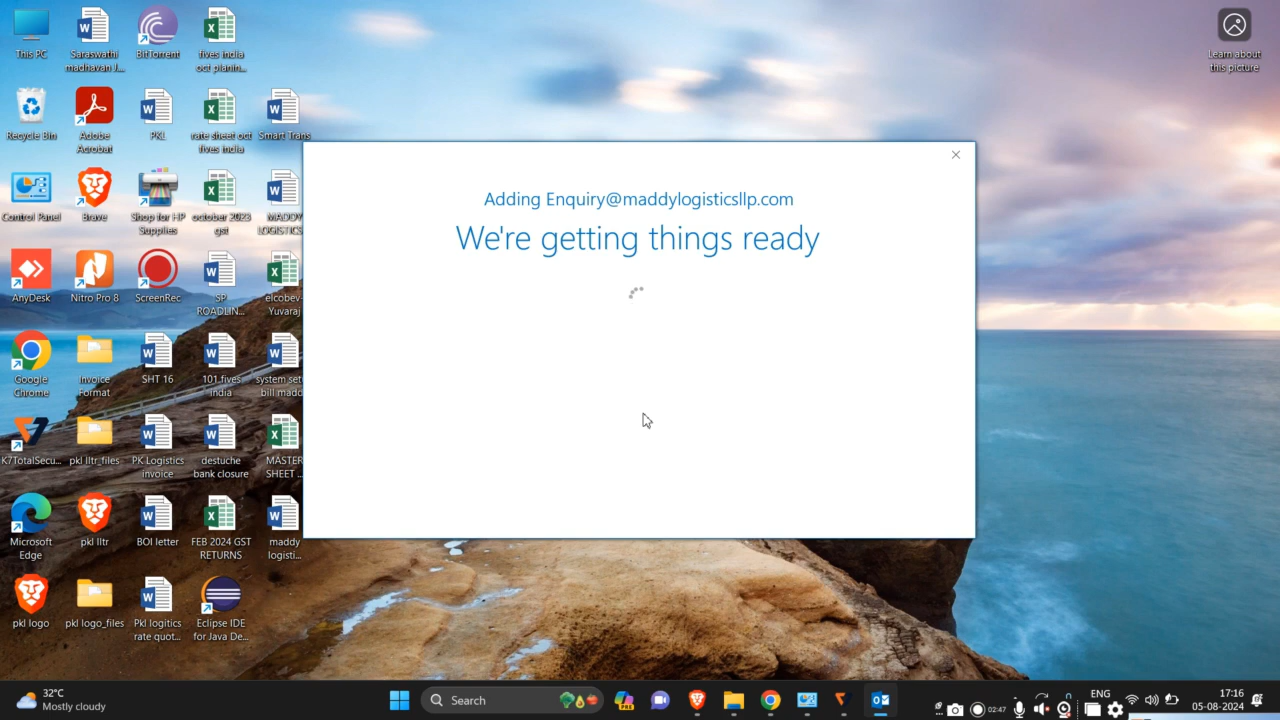 This PC
Saraswathi
madhavan J...
BitTorrent
fives india
oct planin...
Learn about
this picture
Recycle Bin
Adobe
Acrobat
PKL
rate sheet oct
fives india
Smart Trans
Control Panel
Brave
Shop for HP
Supplies
october 2023
gst
MADDY
LOGISTICS
AnyDesk
Nitro Pro 8
ScreenRec
SP
ROADLIN...
elcobev-
Yuvaraj
Google
Chrome
Invoice
Format
SHT 16
101.fives
india
system set
bill madd
K7TotalSecu...
pkl lltr_files
PK Logistics
invoice
destuche
bank closure
MASTER
SHEET ...
Microsoft
Edge
pkl lltr
BOI letter
FEB 2024 GST
RETURNS
maddy
logisti...
pkl logo
pkl logo_files
Pkl logitics
rate quot...
Eclipse IDE
for Java De...
Adding Enquiry@maddylogisticsllp.com
We're getting things ready
32°C
Mostly cloudy
Search
02:47
ENG
17:16
05-08-2024